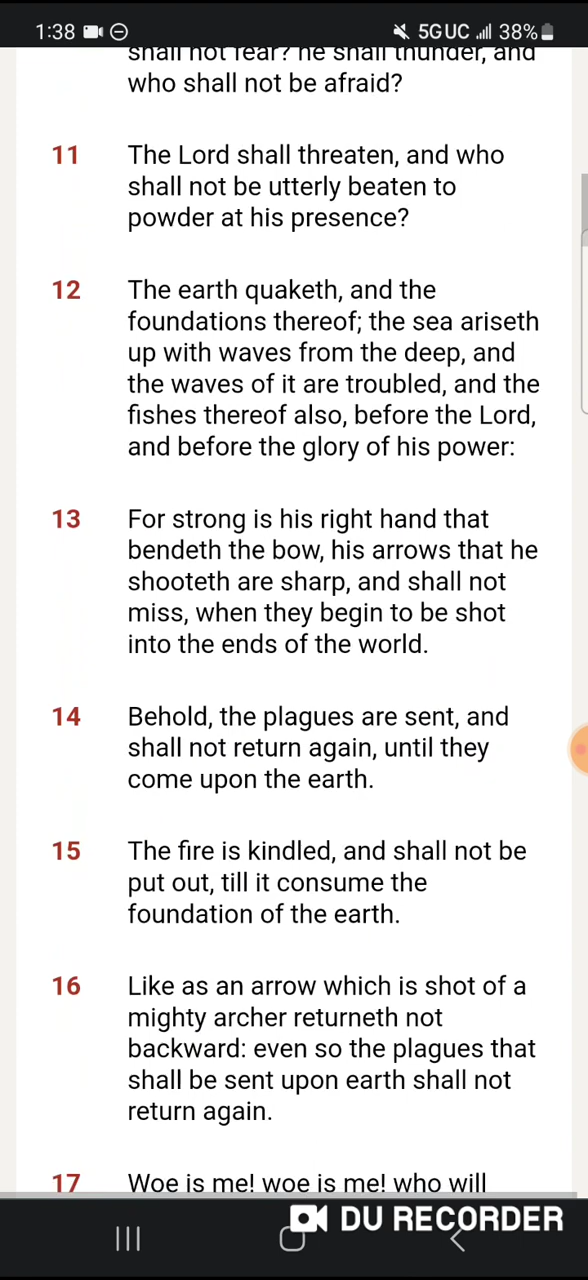 1:38
5GUC
38%
shall not fear? he shall thunder, and
who shall not be afraid?
11 The Lord shall threaten, and who
shall not be utterly beaten to
powder at his presence?
12 The earth quaketh, and the
foundations thereof; the sea ariseth
up with waves from the deep, and
the waves of it are troubled, and the
fishes thereof also, before the Lord,
and before the glory of his power:
13 For strong is his right hand that
bendeth the bow, his arrows that he
shooteth are sharp, and shall not
miss, when they begin to be shot
into the ends of the world.
14 Behold, the plagues are sent, and
shall not return again, until they
come upon the earth.
15 The fire is kindled, and shall not be
put out, till it consume the
foundation of the earth.
16 Like as an arrow which is shot of a
mighty archer returneth not
backward: even so the plagues that
shall be sent upon earth shall not
return again.
17 Woe is me! woe is me! who will
DU RECORDER